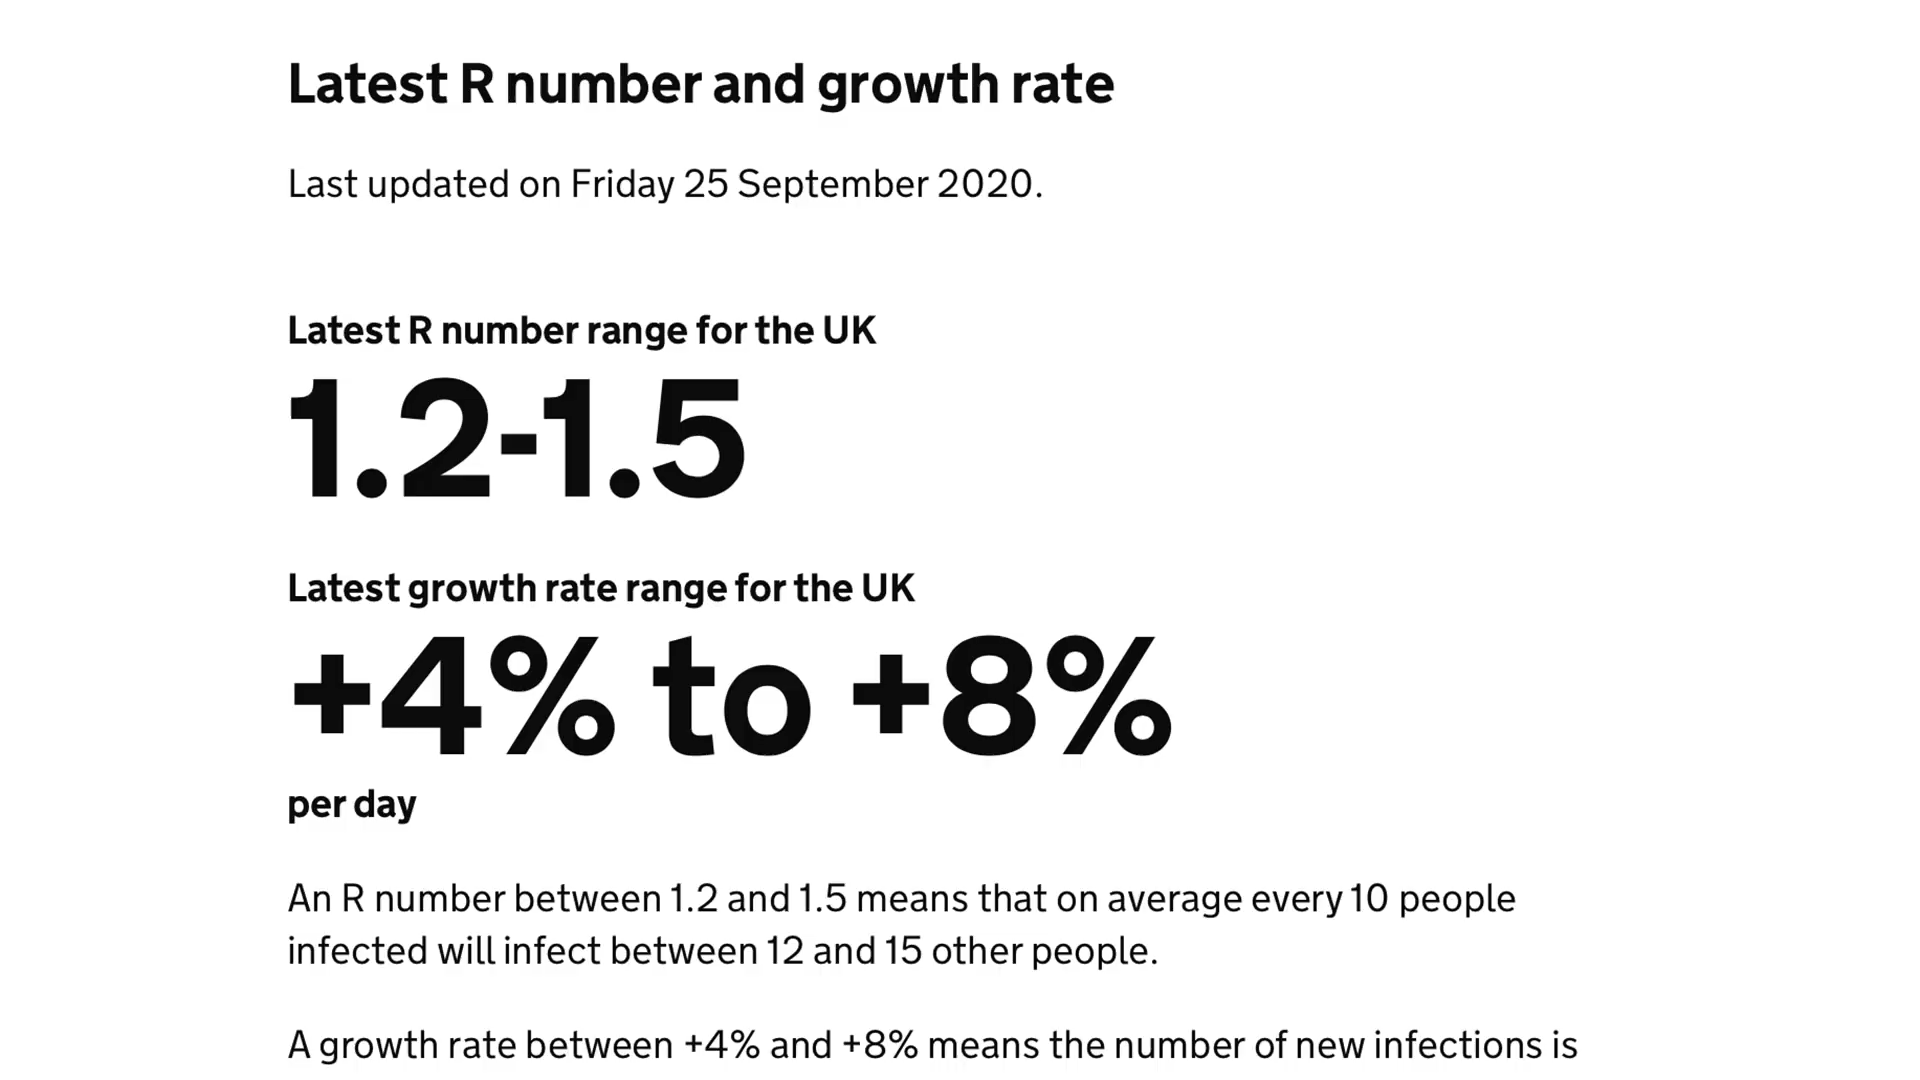 Latest R number and growth rate
Last updated on Friday 25 September 2020.
Latest R number range for the UK
1.2-1.5
Latest growth rate range for the UK
+4% to +8%
per day
An R number between 1.2 and 1.5 means that on average every 10 people
infected will infect between 12 and 15 other people.
A growth rate between +4% and +8% means the number of new infections is